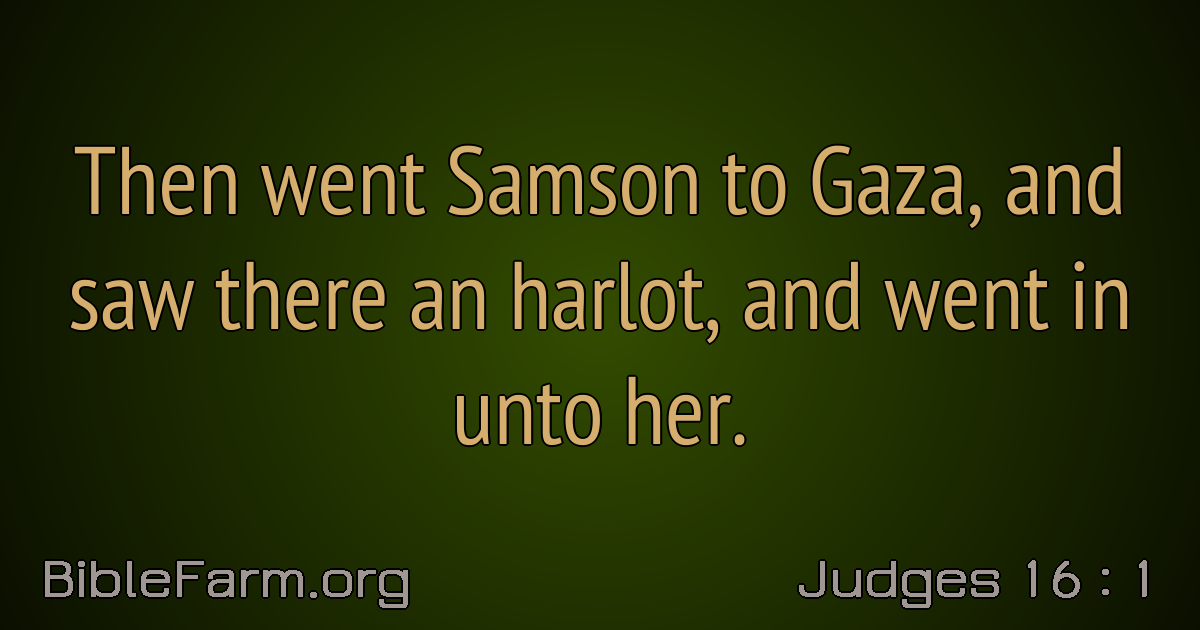 Then went Samson to Gaza, and
saw there an harlot, and went in
unto her.
BibleFarm.org
Judges 16 : 1